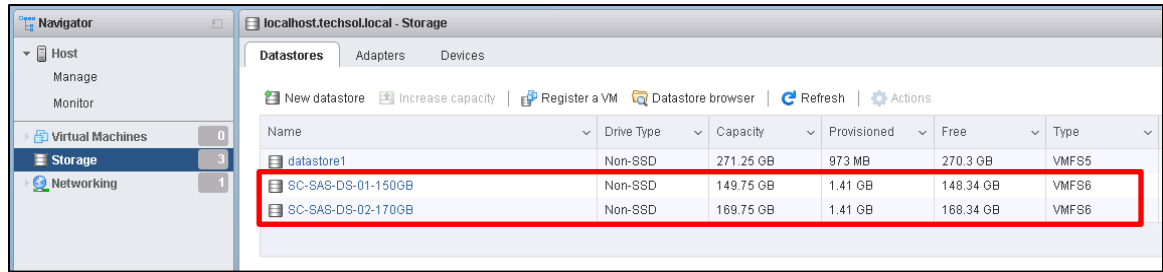 Navigator
Host
Manage
Monitor
Virtual Machines 0
Storage 3
Networking 1
localhost.techsol.local - Storage
Datastores Adapters Devices
New datastore Increase capacity Register a VM Datastore browser Refresh Actions
Name Drive Type Capacity Provisioned Free Type
datastore1 Non-SSD 271.25 GB 973 MB 270.3 GB VMFS5
SC-SAS-DS-01-150GB Non-SSD 149.75 GB 1.41 GB 148.34 GB VMFS6
SC-SAS-DS-02-170GB Non-SSD 169.75 GB 1.41 GB 168.34 GB VMFS6